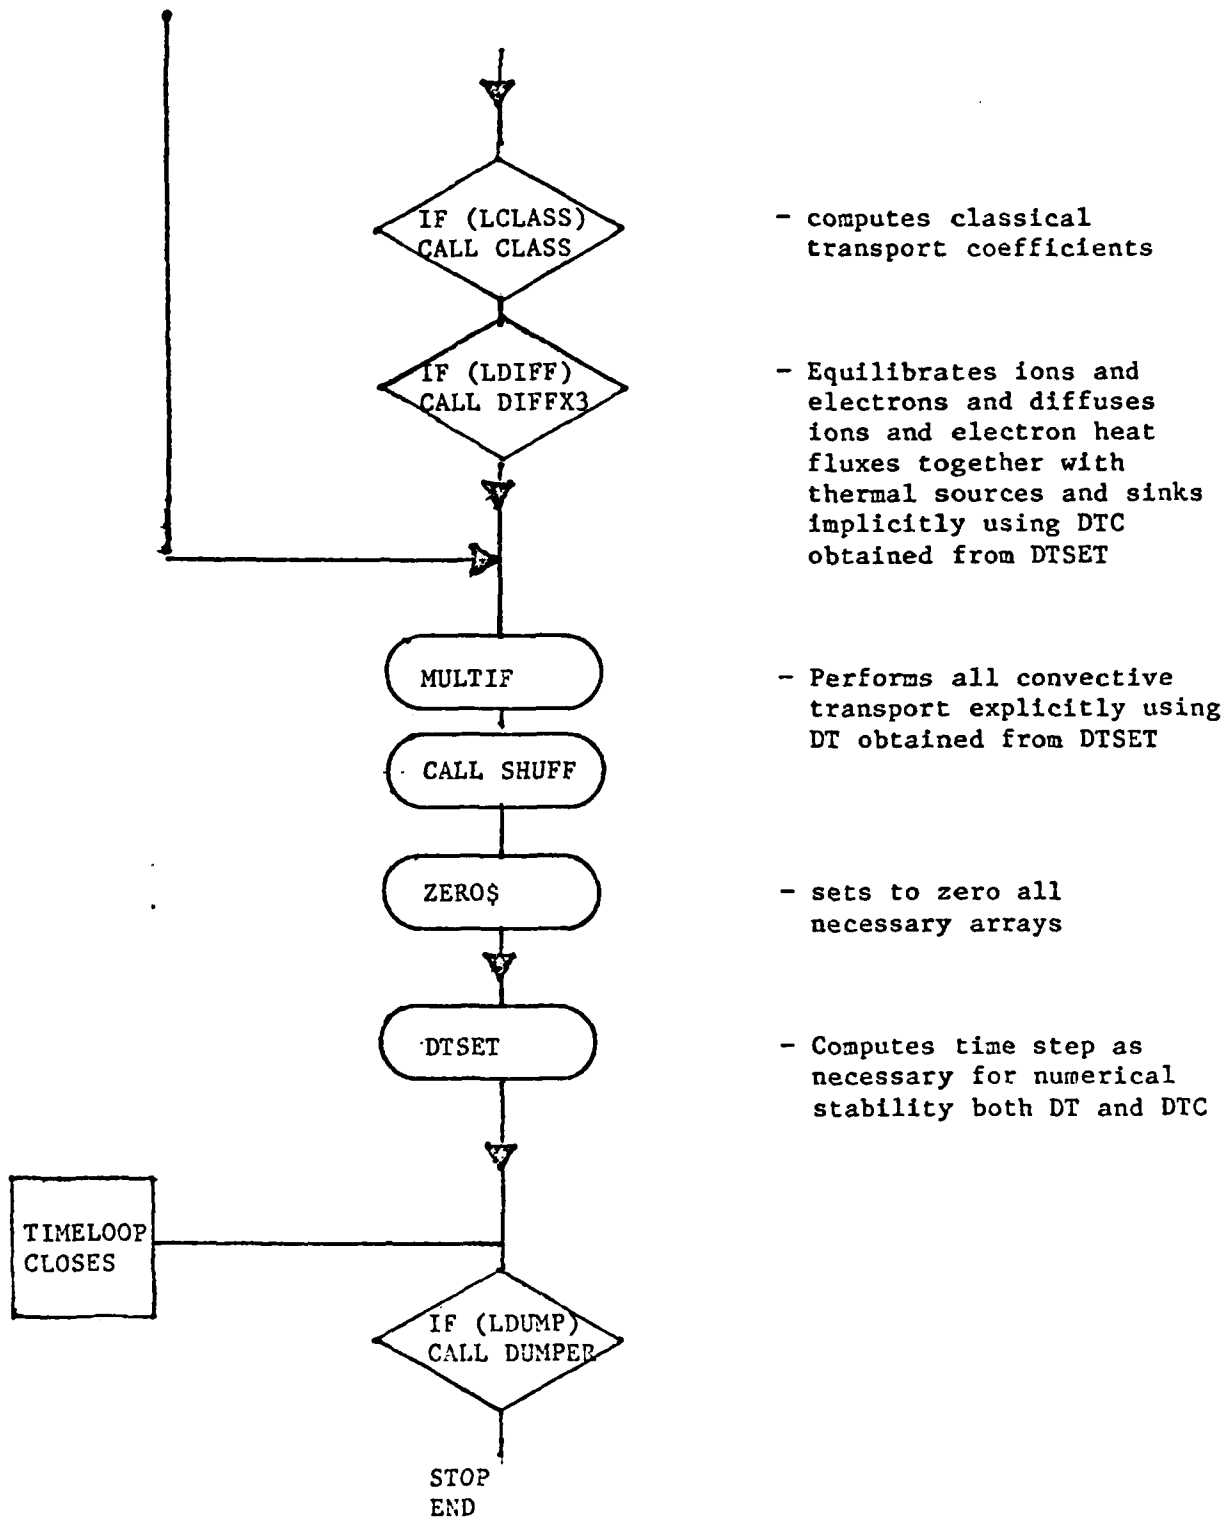 IF (LCLASS)
CALL CLASS
- computes classical
transport coefficients
IF (LDIFF)
CALL DIFFX3
- Equilibrates ions and
electrons and diffuses
ions and electron heat
fluxes together with
thermal sources and sinks
implicitly using DTC
obtained from DTSET
MULTIF
- Performs all convective
transport explicitly using
DT obtained from DTSET
CALL SHUFF
ZERO$
- sets to zero all
necessary arrays
DTSET
- Computes time step as
necessary for numerical
stability both DT and DTC
TIMELOOP
CLOSES
IF (LDUMP)
CALL DUMPER
STOP
END